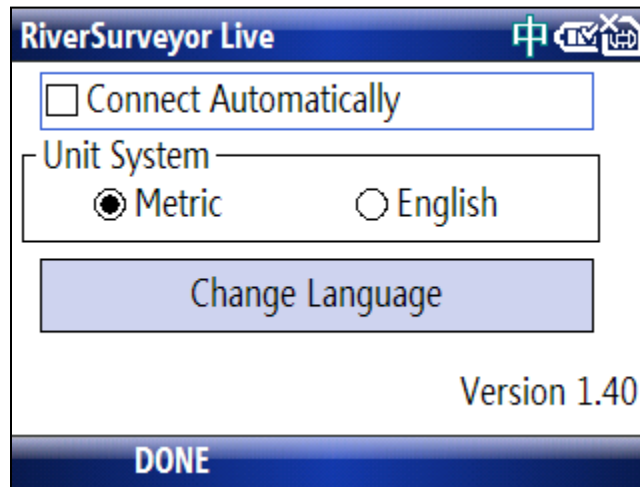 RiverSurveyor Live 中
Connect Automatically
Unit System
Metric English
Change Language
Version 1.40
DONE